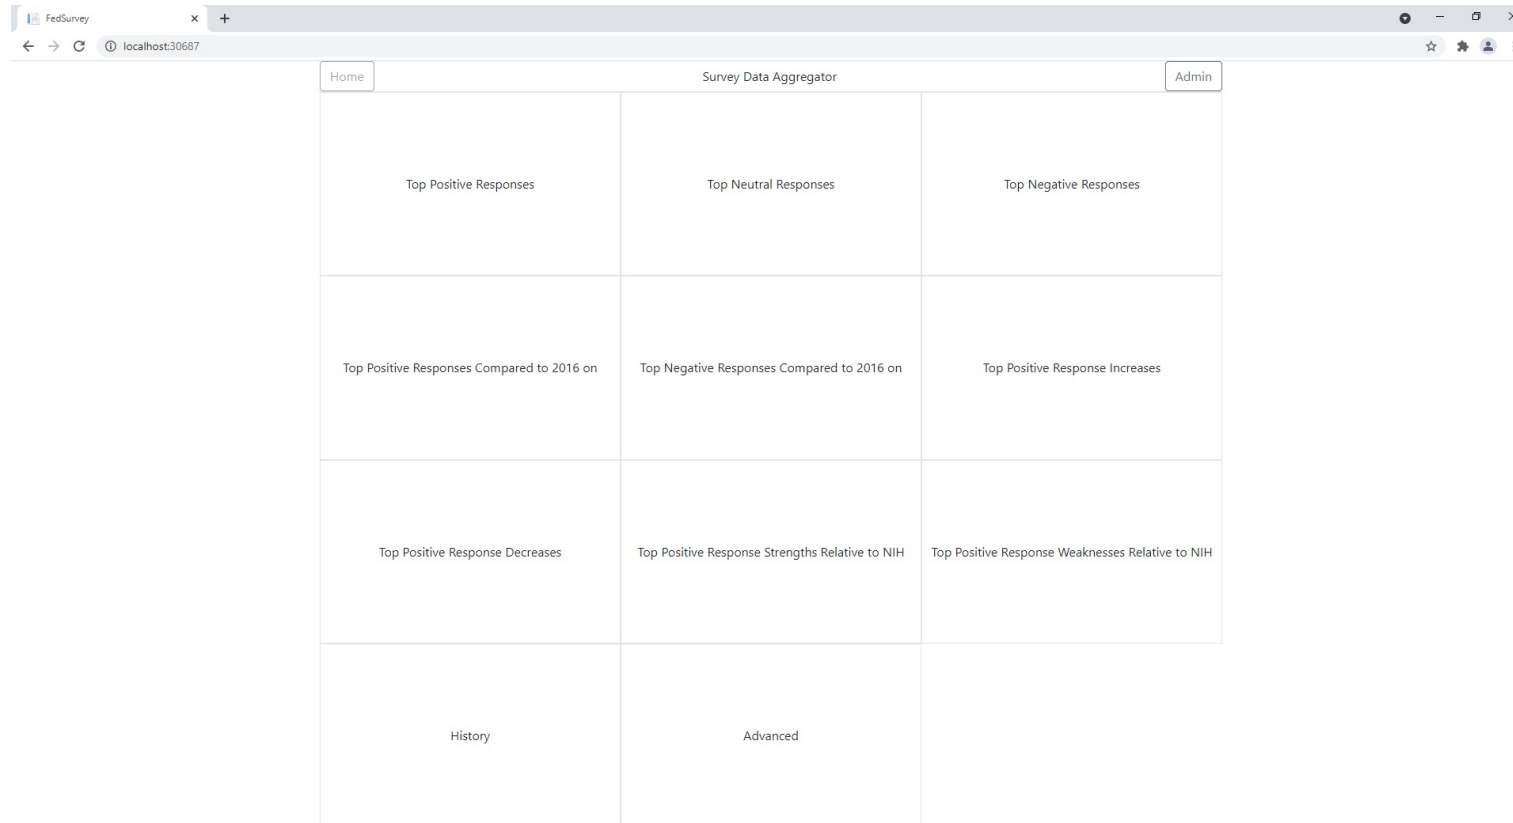 FedSurvey
localhost:30687
Home
Survey Data Aggregator
Admin
Top Positive Responses
Top Neutral Responses
Top Negative Responses
Top Positive Responses Compared to 2016 on
Top Negative Responses Compared to 2016 on
Top Positive Response Increases
Top Positive Response Decreases
Top Positive Response Strengths Relative to NIH
Top Positive Response Weaknesses Relative to NIH
History
Advanced